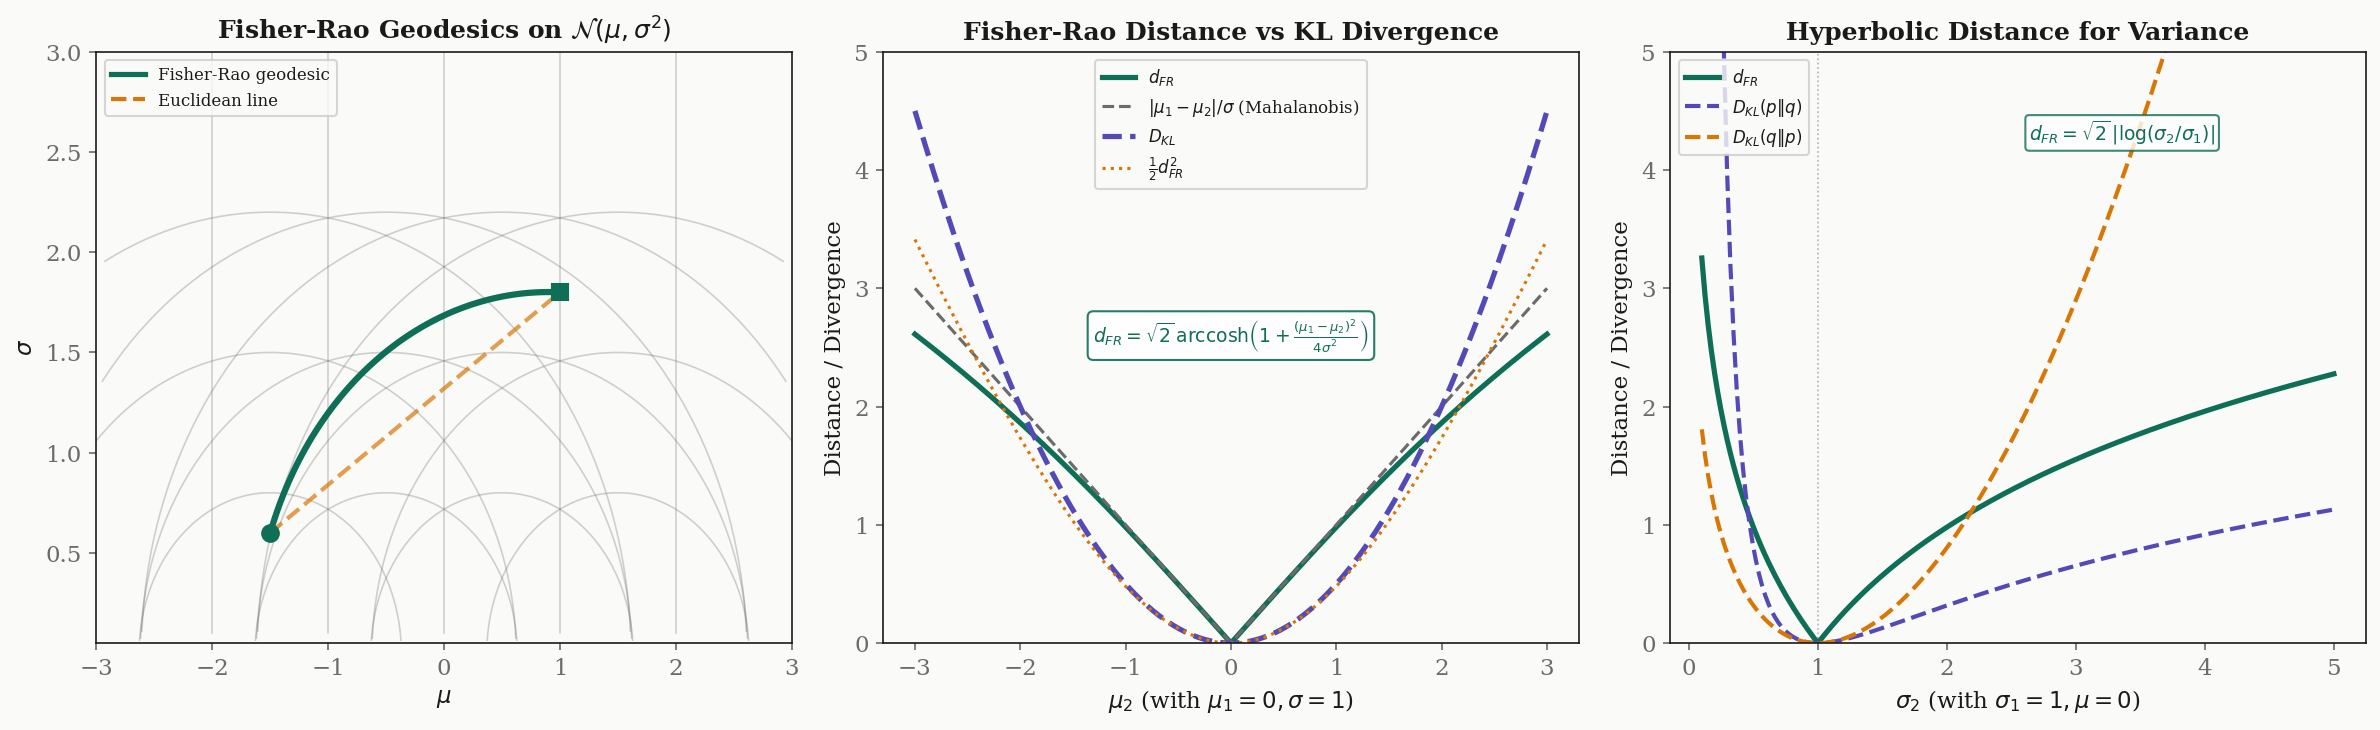 Fisher-Rao Geodesics on 𝒩(μ, σ²)
3.0
2.5
2.0
1.5
1.0
0.5
σ
Fisher-Rao geodesic
Euclidean line
−3 −2 −1 0 1 2 3
μ
Fisher-Rao Distance vs KL Divergence
5
4
3
2
1
0
Distance / Divergence
d_FR
|μ₁ − μ₂|/σ (Mahalanobis)
D_KL
½ d²_FR
d_FR = √2 arccosh(1 + (μ₁−μ₂)²/4σ²)
−3 −2 −1 0 1 2 3
μ₂ (with μ₁ = 0, σ = 1)
Hyperbolic Distance for Variance
5
4
3
2
1
0
Distance / Divergence
d_FR
D_KL(p‖q)
D_KL(q‖p)
d_FR = √2 |log(σ₂/σ₁)|
0 1 2 3 4 5
σ₂ (with σ₁ = 1, μ = 0)